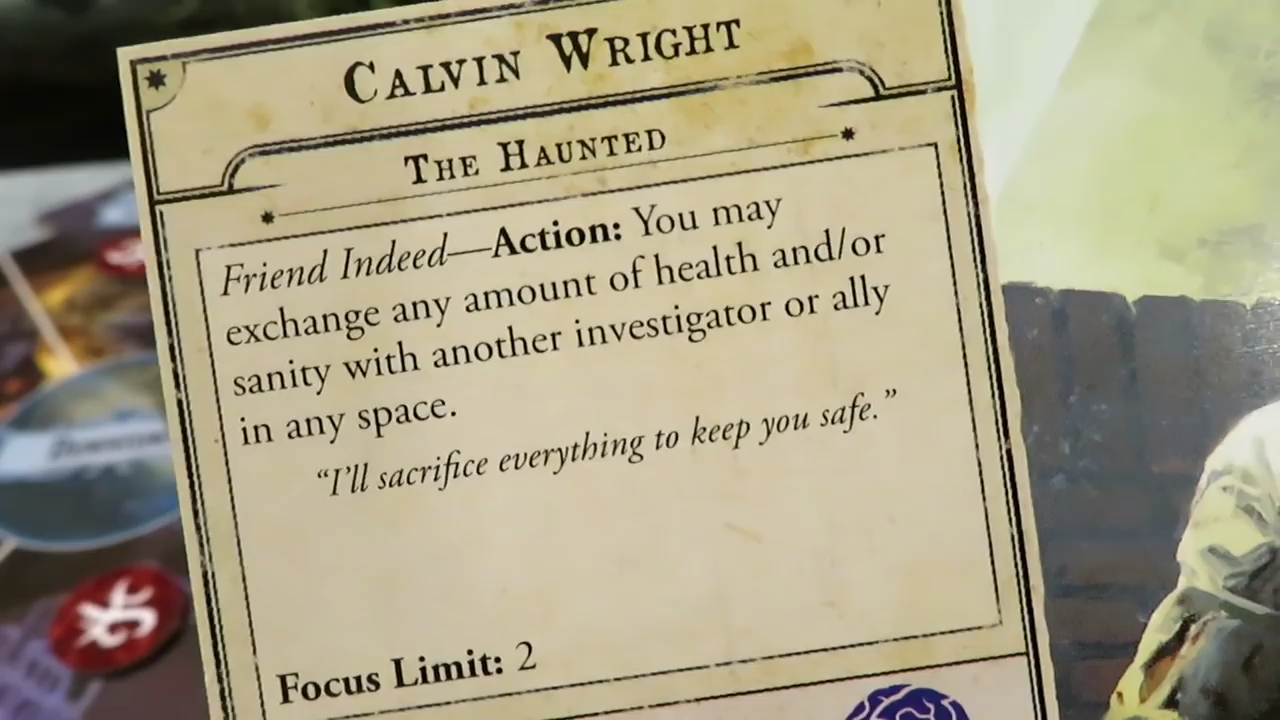 CALVIN WRIGHT
THE HAUNTED
Friend Indeed—Action: You may
exchange any amount of health and/or
sanity with another investigator or ally
in any space.
“I’ll sacrifice everything to keep you safe.”
Focus Limit: 2